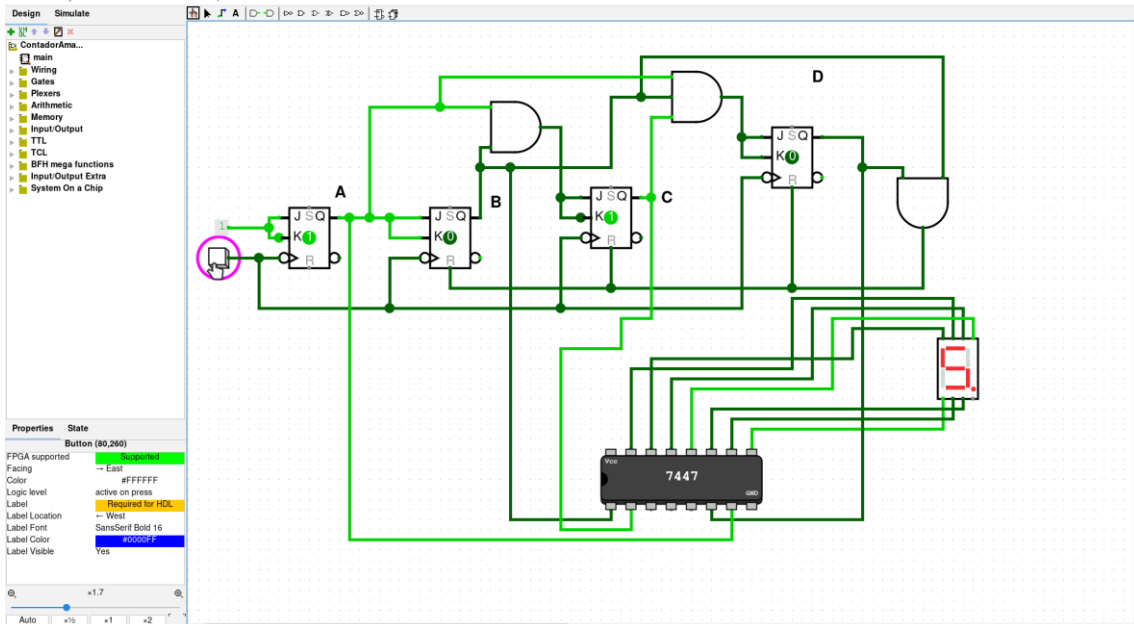 Design Simulate
A
ContadorAma...
main
Wiring
Gates
Plexers
Arithmetic
Memory
Input/Output
TTL
TCL
BFH mega functions
Input/Output Extra
System On a Chip
D
J S Q
K 0
R
A
B
C
J S Q
K 1
R
1
J S Q
K 1
R
J S Q
K 0
R
5.
Vcc
7447
GND
Properties State
Button (80,260)
FPGA supported Supported
Facing → East
Color #FFFFFF
Logic level active on press
Label Required for HDL
Label Location ← West
Label Font SansSerif Bold 16
Label Color #0000FF
Label Visible Yes
×1.7
Auto ×½ ×1 ×2